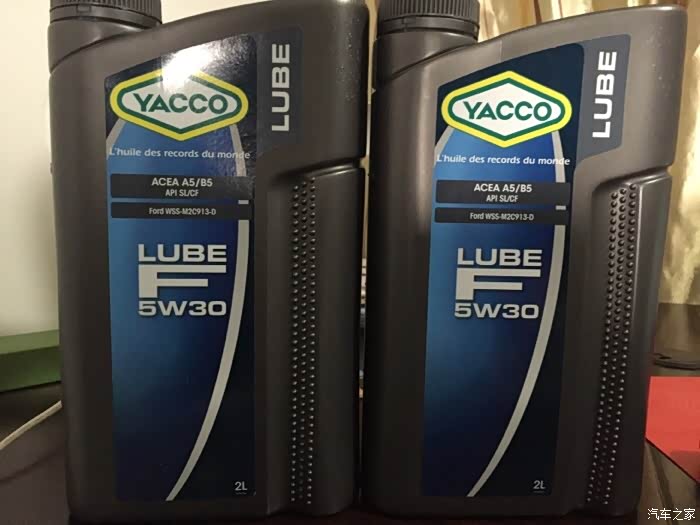 YACCO
LUBE
L'huile des records du monde
ACEA A5/B5
API SL/CF
Ford WSS-M2C913-D
LUBE
F
5W30
2L
YACCO
LUBE
L'huile des records du monde
ACEA A5/B5
API SL/CF
Ford WSS-M2C913-D
LUBE
F
5W30
2L
汽车之家